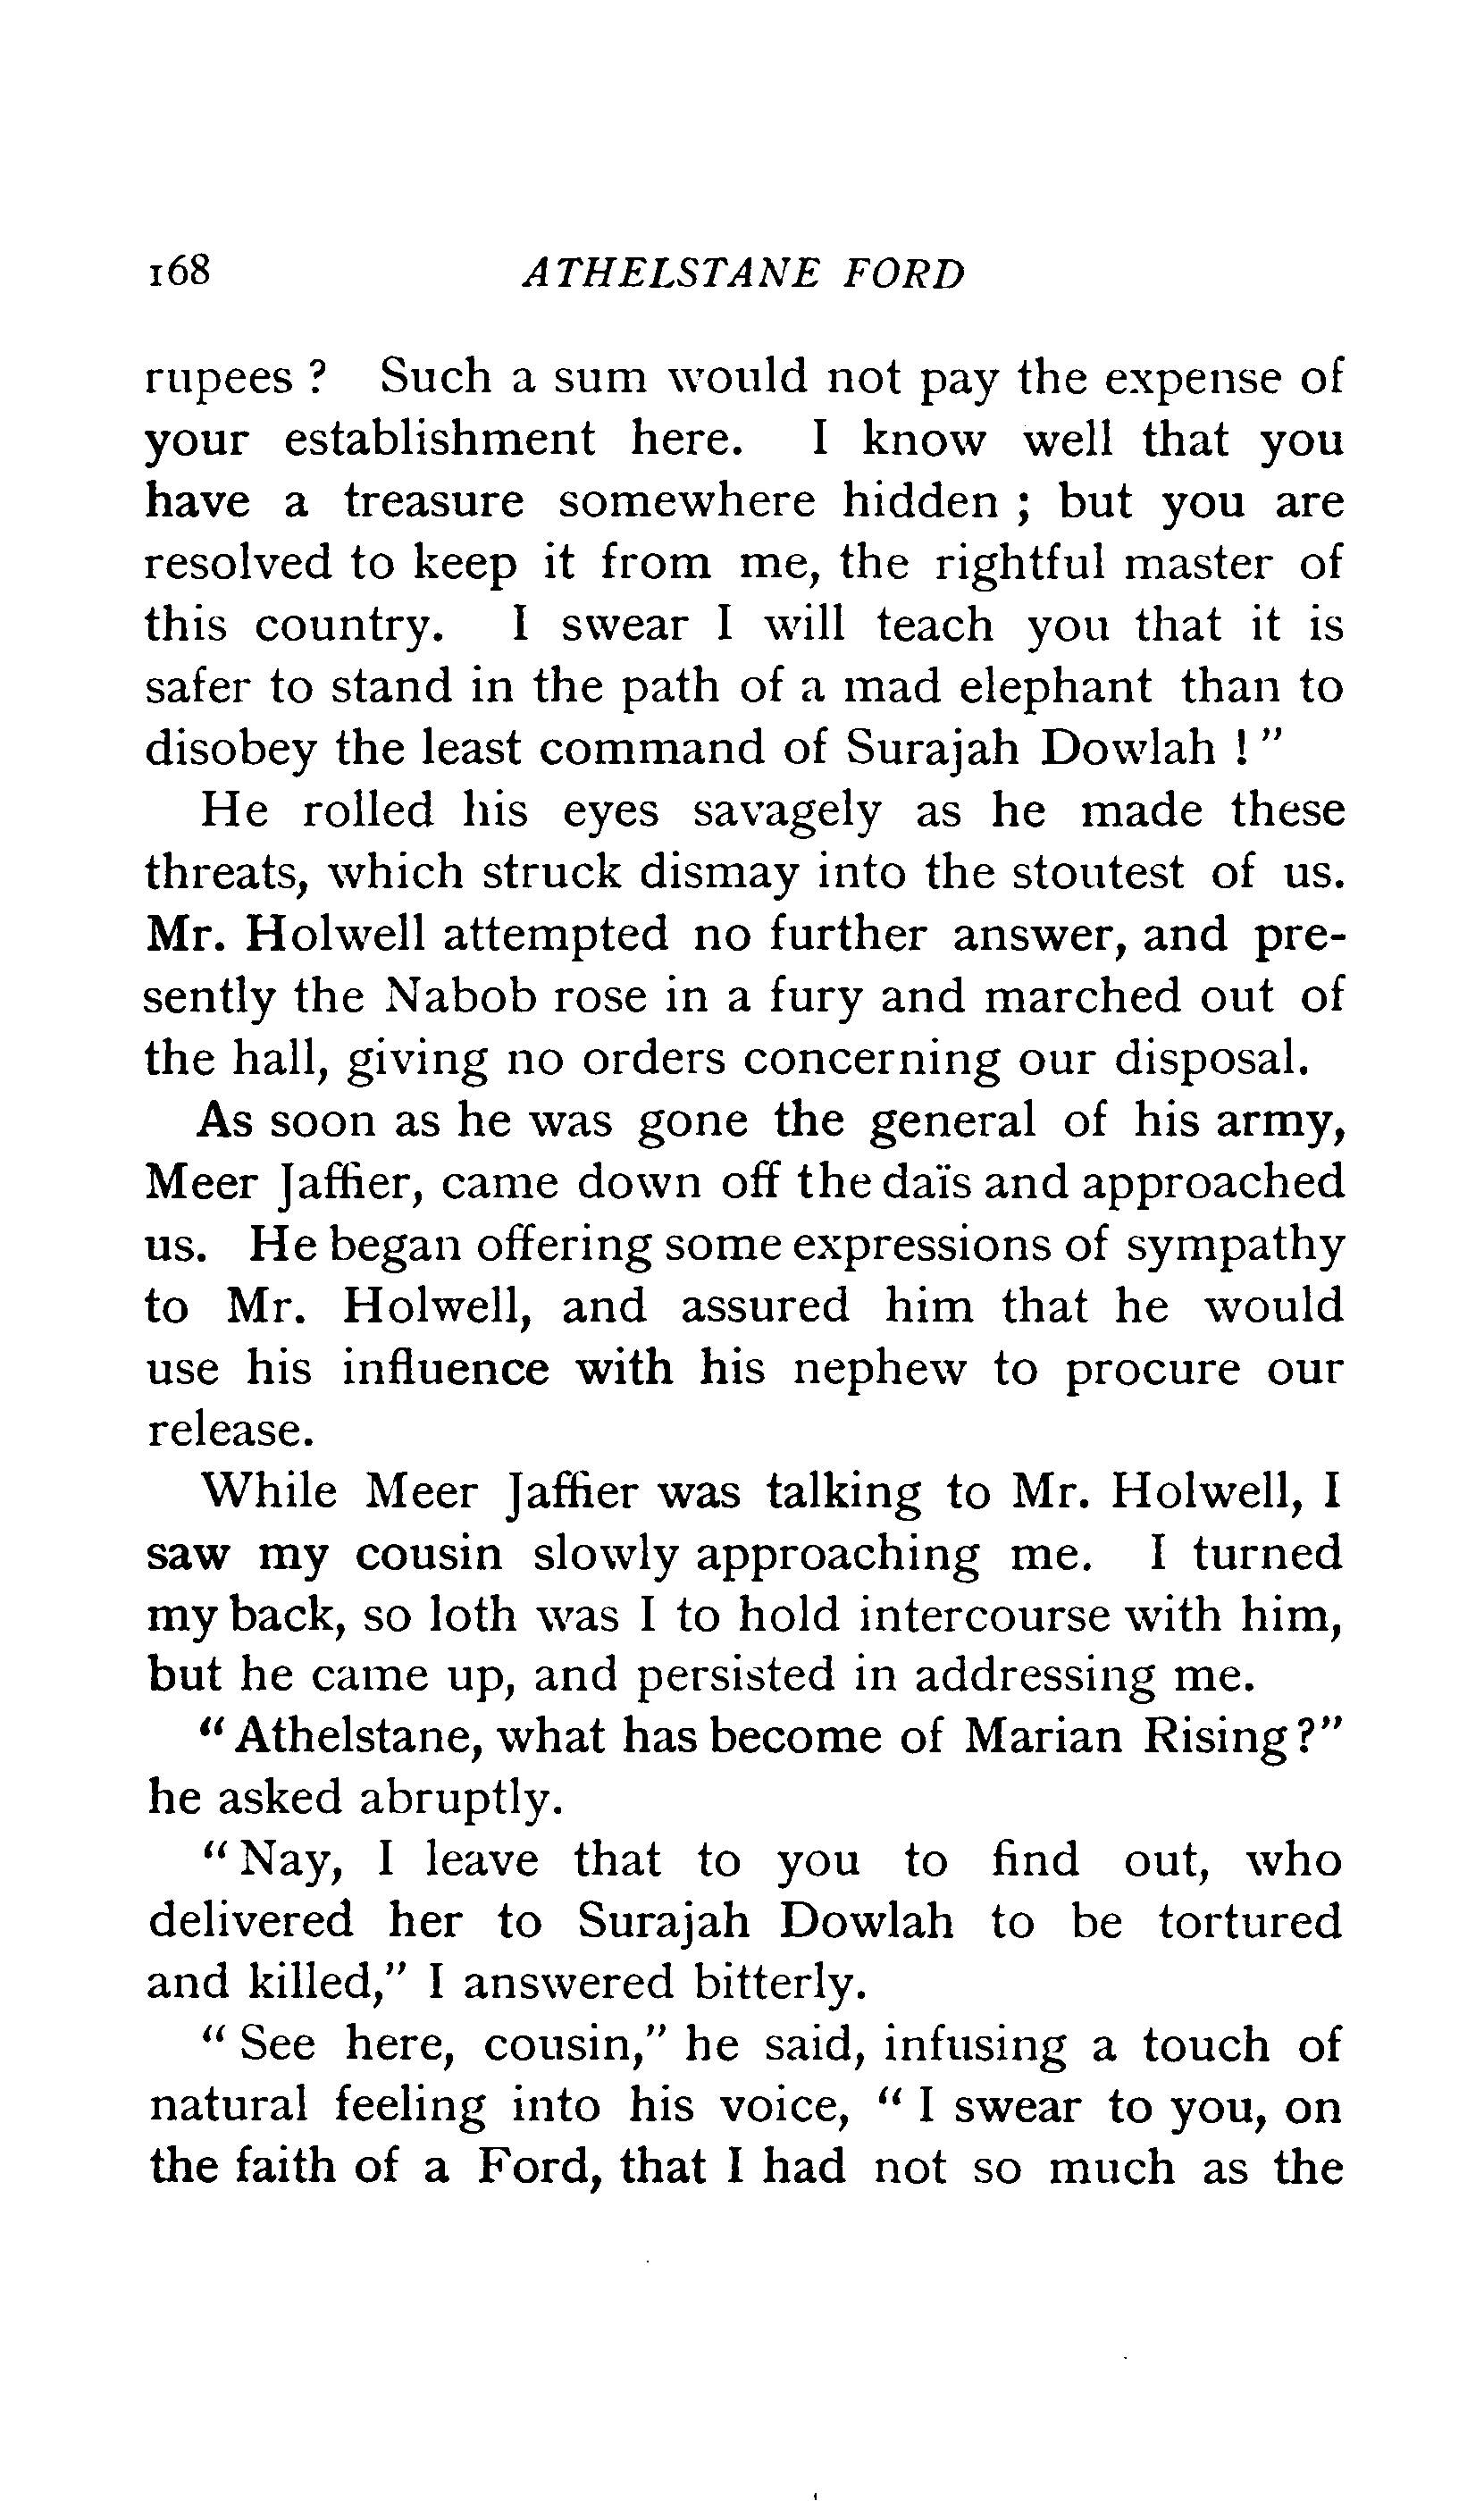 168 ATHELSTANE FORD
rupees ? Such a sum would not pay the expense of
your establishment here. I know well that you
have a treasure somewhere hidden ; but you are
resolved to keep it from me, the rightful master of
this country. I swear I will teach you that it is
safer to stand in the path of a mad elephant than to
disobey the least command of Surajah Dowlah ! "
He rolled his eyes savagely as he made these
threats, which struck dismay into the stoutest of us.
Mr. Holwell attempted no further answer, and pre-
sently the Nabob rose in a fury and marched out of
the hall, giving no orders concerning our disposal.
As soon as he was gone the general of his army,
Meer Jaffier, came down off the daïs and approached
us. He began offering some expressions of sympathy
to Mr. Holwell, and assured him that he would
use his influence with his nephew to procure our
release.
While Meer Jaffier was talking to Mr. Holwell, I
saw my cousin slowly approaching me. I turned
my back, so loth was I to hold intercourse with him,
but he came up, and persisted in addressing me.
" Athelstane, what has become of Marian Rising ?"
he asked abruptly.
" Nay, I leave that to you to find out, who
delivered her to Surajah Dowlah to be tortured
and killed," I answered bitterly.
" See here, cousin," he said, infusing a touch of
natural feeling into his voice, " I swear to you, on
the faith of a Ford, that I had not so much as the